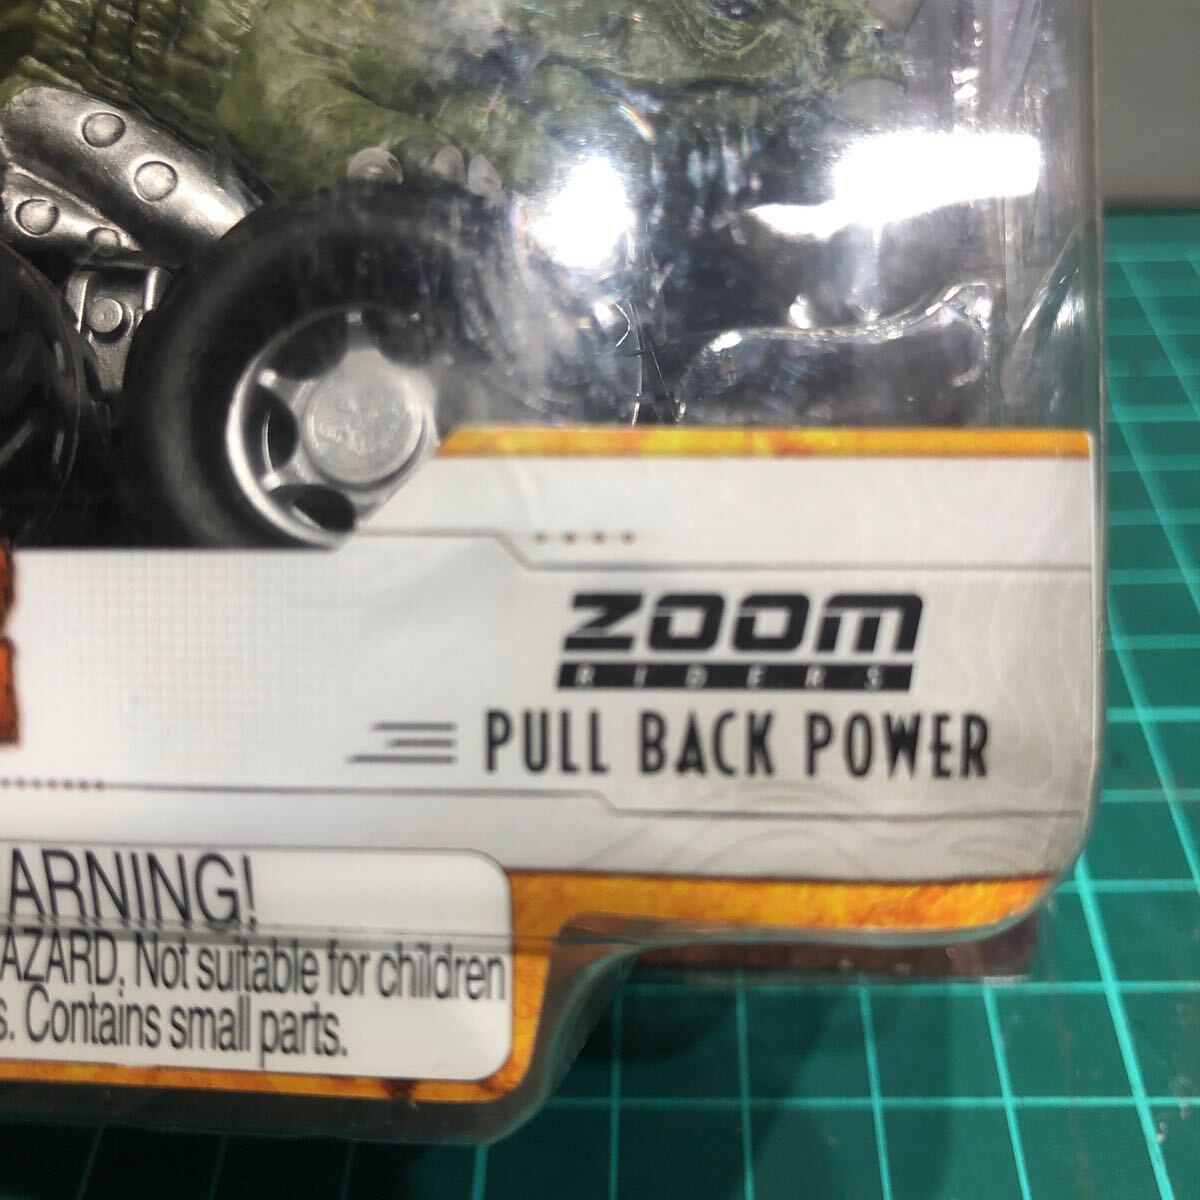 ZOOM
RIDERS
PULL BACK POWER
ARNING!
AZARD. Not suitable for children
s. Contains small parts.